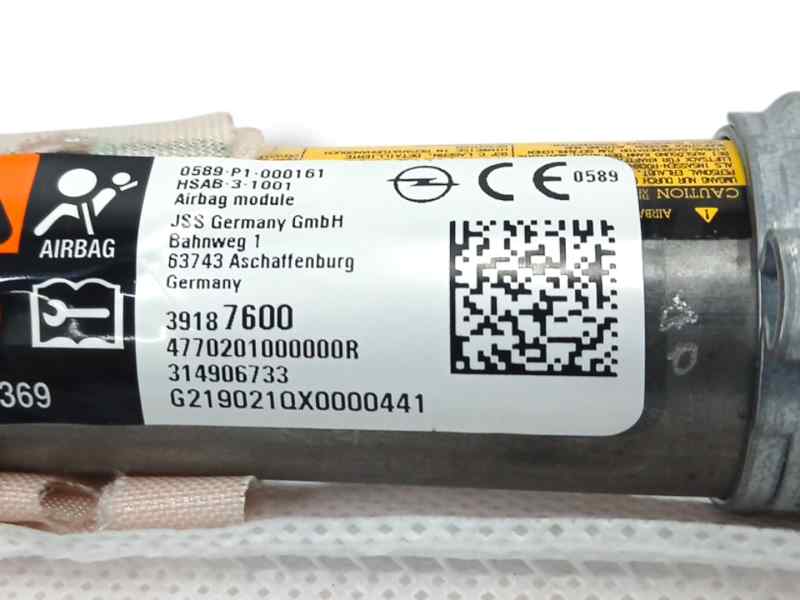 0589-P1-000161
HSAB-3-1001
Airbag module
JSS Germany GmbH
Bahnweg 1
63743 Aschaffenburg
Germany
39187600
4770201000000R
314906733
G219021QX0000441
CE 0589
AIRBAG
369
CAUTION
AIRBAG